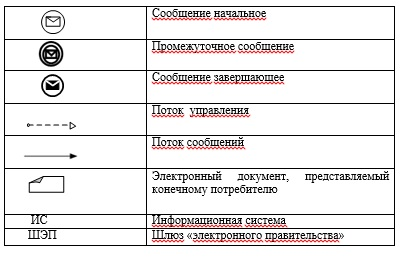 Сообщение начальное
Промежуточное сообщение
Сообщение завершающее
Поток управления
Поток сообщений
Электронный документ, представляемый
конечному потребителю
ИС Информационная система
ШЭП Шлюз «электронного правительства»